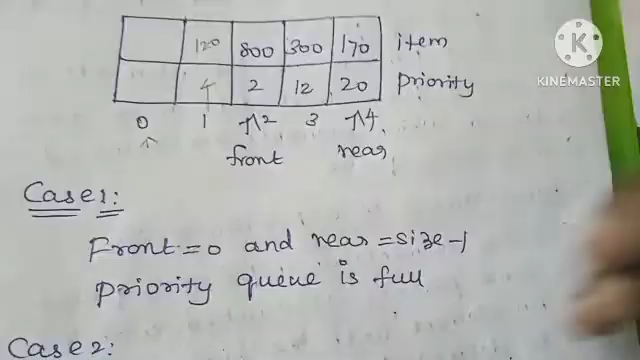 120 800 300 170 item
4 2 12 20 Priority
0 1 2 3 4
front rear
Case1:
Front=0 and rear=size-1
Priority queue is full
Case2:
KINEMASTER